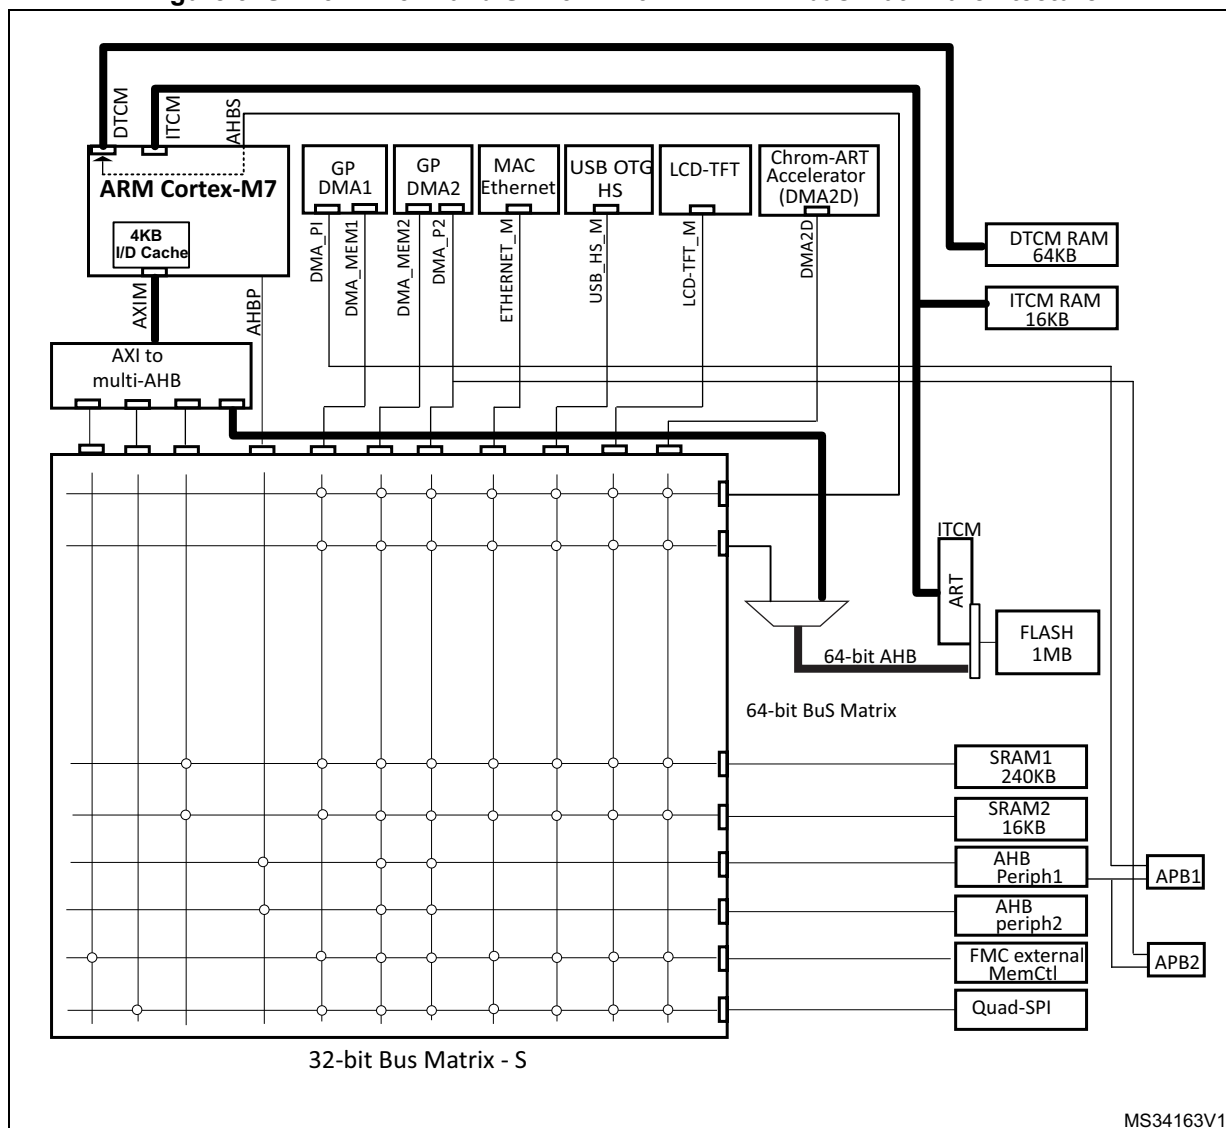 DTCM
ITCM
AHBS
ARM Cortex-M7
4KB
I/D Cache
GP
DMA1
GP
DMA2
MAC
Ethernet
USB OTG
HS
LCD-TFT
Chrom-ART
Accelerator
(DMA2D)
DTCM RAM
64KB
ITCM RAM
16KB
AXIM
AHBP
DMA_PI
DMA_MEM1
DMA_MEM2
DMA_P2
ETHERNET_M
USB_HS_M
LCD-TFT_M
DMA2D
AXI to
multi-AHB
ITCM
ART
FLASH
1MB
64-bit AHB
64-bit BuS Matrix
SRAM1
240KB
SRAM2
16KB
AHB
Periph1
APB1
AHB
periph2
FMC external
MemCtl
APB2
Quad-SPI
32-bit Bus Matrix - S
MS34163V1